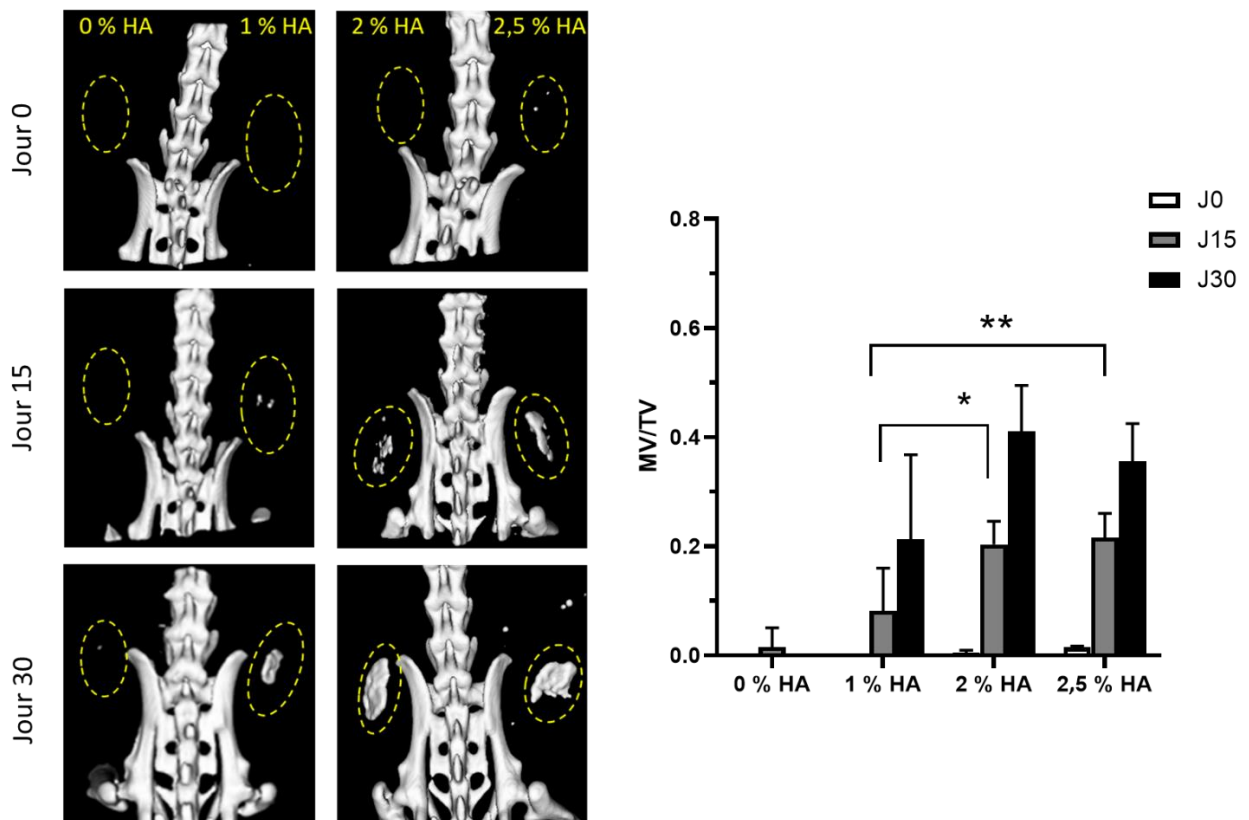 0 % HA 1 % HA
2 % HA 2,5 % HA
Jour 0
Jour 15
Jour 30
J0
J15
J30
0.8
0.6
0.4
0.2
0.0
MV/TV
**
*
0 % HA 1 % HA 2 % HA 2,5 % HA